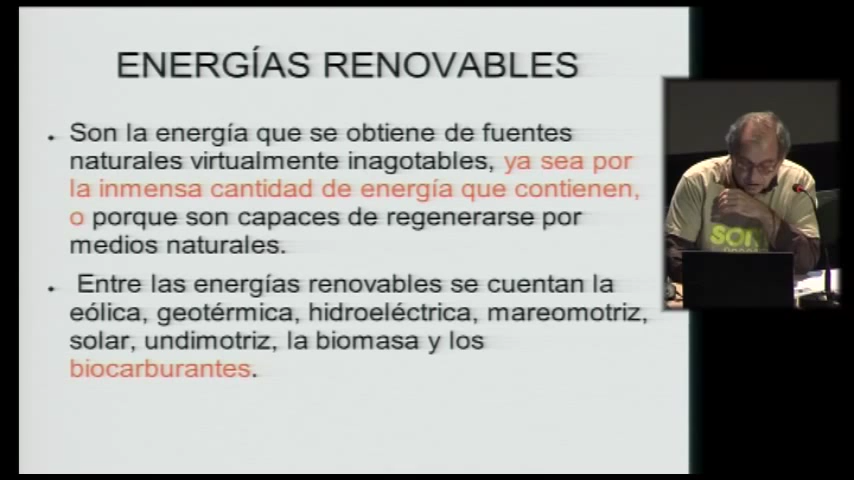 ENERGÍAS RENOVABLES
Son la energía que se obtiene de fuentes
naturales virtualmente inagotables, ya sea por
la inmensa cantidad de energía que contienen,
o porque son capaces de regenerarse por
medios naturales.
Entre las energías renovables se cuentan la
eólica, geotérmica, hidroeléctrica, mareomotriz,
solar, undimotriz, la biomasa y los
biocarburantes.
SON